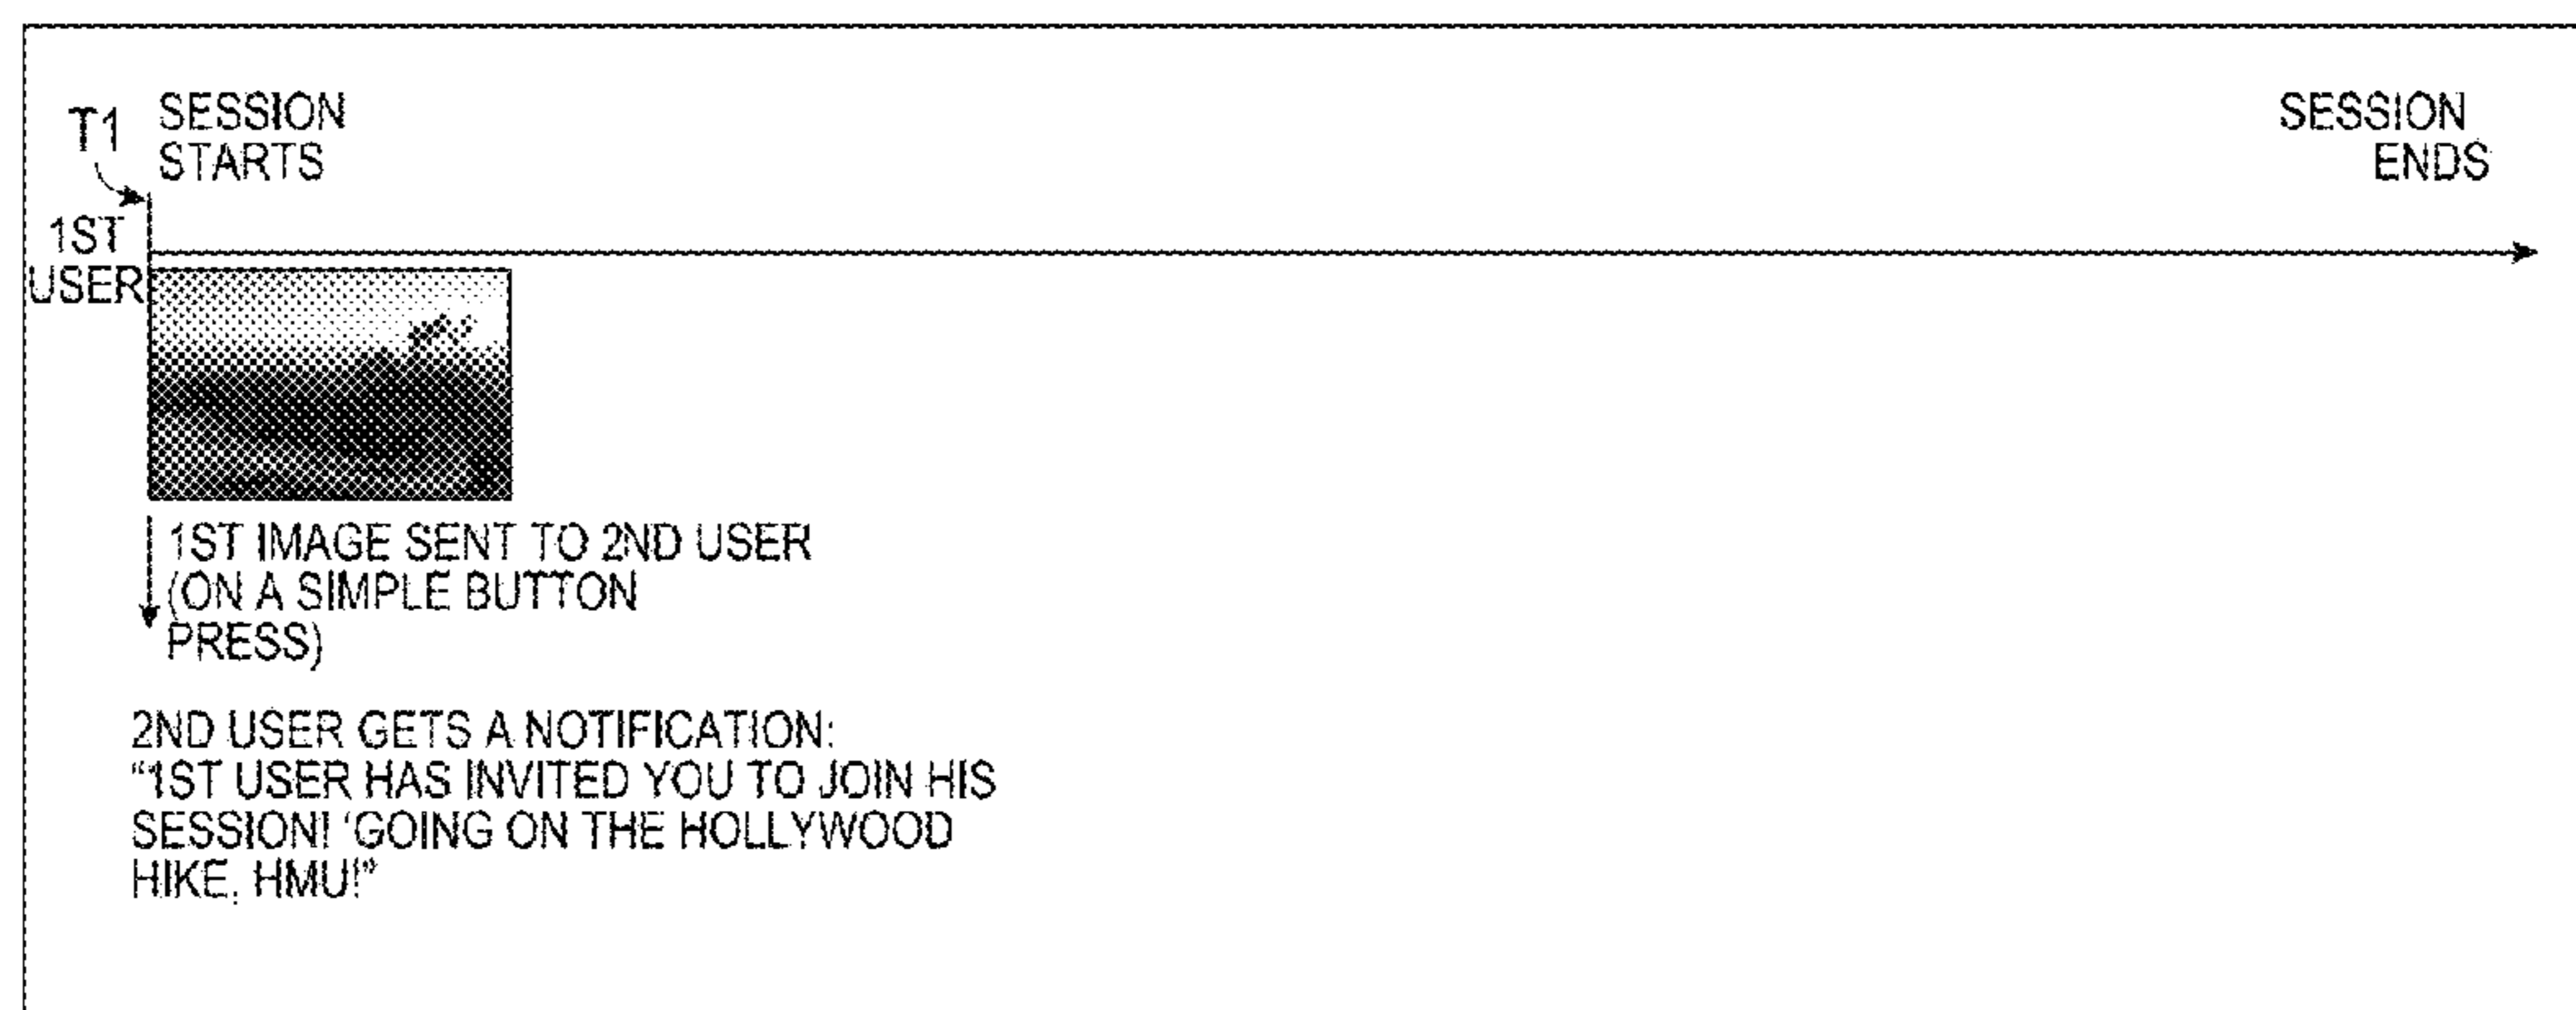 T1
SESSION
STARTS
SESSION
ENDS
1ST
USER
1ST IMAGE SENT TO 2ND USER
(ON A SIMPLE BUTTON
PRESS)
2ND USER GETS A NOTIFICATION:
“1ST USER HAS INVITED YOU TO JOIN HIS
SESSION! ‘GOING ON THE HOLLYWOOD
HIKE, HMU!”